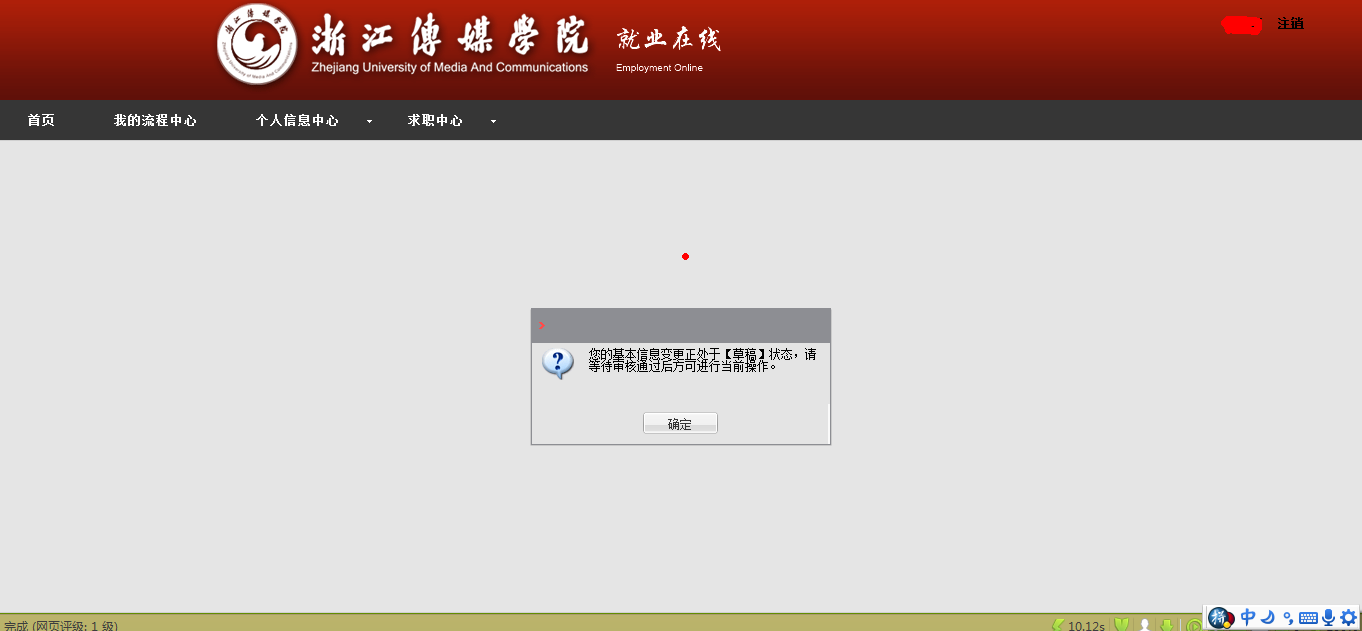 浙江傳媒學院
Zhejiang University of Media And Communications
就业在线
Employment Online
注销
首页 我的流程中心 个人信息中心 求职中心
您的基本信息变更正处于【草稿】状态，请
等待审核通过后方可进行当前操作。
确定
完成 (网页评级: 1 级)
10.12s
拼 中